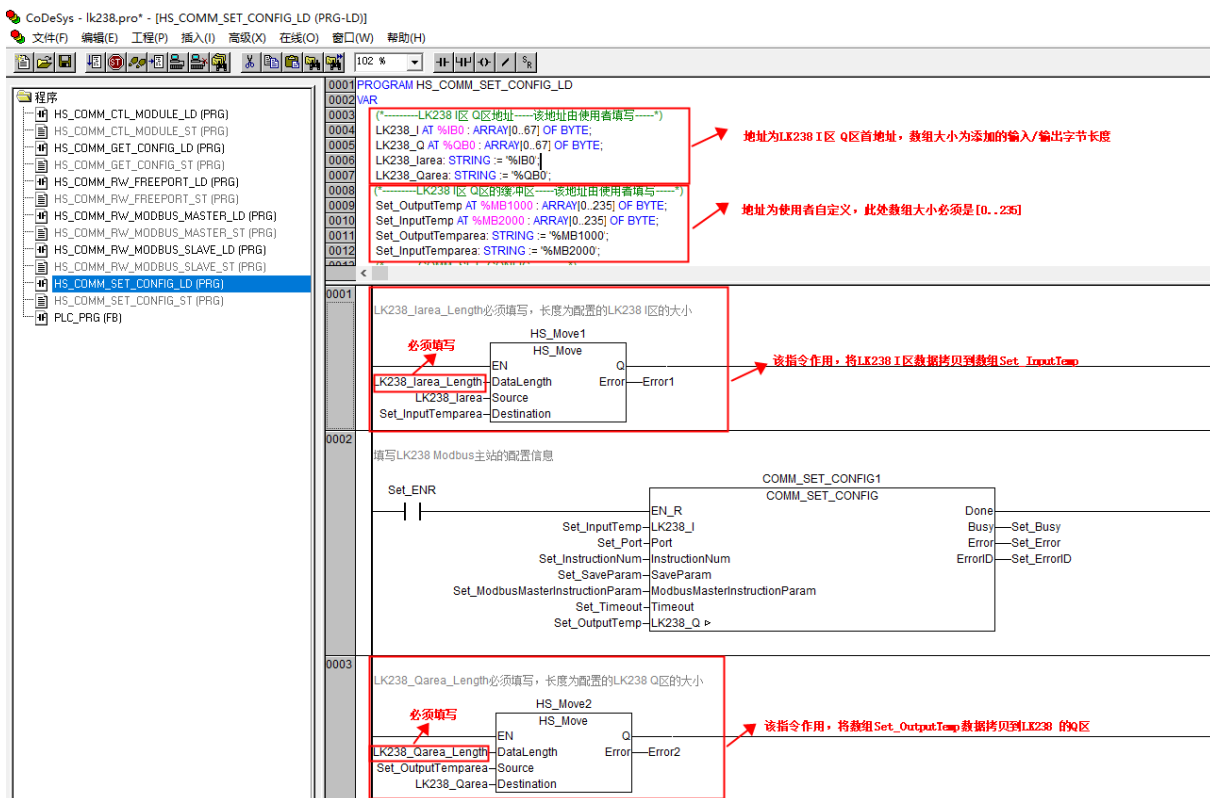 CoDeSys - lk238.pro* - [HS_COMM_SET_CONFIG_LD (PRG-LD)]
文件(F) 编辑(E) 工程(P) 插入(I) 高级(X) 在线(O) 窗口(W) 帮助(H)
102 %
程序
HS_COMM_CTL_MODULE_LD (PRG)
HS_COMM_CTL_MODULE_ST (PRG)
HS_COMM_GET_CONFIG_LD (PRG)
HS_COMM_GET_CONFIG_ST (PRG)
HS_COMM_RW_FREEPORT_LD (PRG)
HS_COMM_RW_FREEPORT_ST (PRG)
HS_COMM_RW_MODBUS_MASTER_LD (PRG)
HS_COMM_RW_MODBUS_MASTER_ST (PRG)
HS_COMM_RW_MODBUS_SLAVE_LD (PRG)
HS_COMM_RW_MODBUS_SLAVE_ST (PRG)
HS_COMM_SET_CONFIG_LD (PRG)
HS_COMM_SET_CONFIG_ST (PRG)
PLC_PRG (FB)
0001 PROGRAM HS_COMM_SET_CONFIG_LD
0002 VAR
0003 (*---------LK238 I区 Q区地址-----该地址由使用者填写-----*)
0004 LK238_I AT %IB0 : ARRAY[0..67] OF BYTE;
0005 LK238_Q AT %QB0 : ARRAY[0..67] OF BYTE;
0006 LK238_Iarea: STRING := '%IB0';
0007 LK238_Qarea: STRING := '%QB0';
地址为LK238 I区 Q区首地址，数组大小为添加的输入/输出字节长度
0008 (*---------LK238 I区 Q区的缓冲区-----该地址由使用者填写-----*)
0009 Set_OutputTemp AT %MB1000 : ARRAY[0..235] OF BYTE;
0010 Set_InputTemp AT %MB2000 : ARRAY[0..235] OF BYTE;
0011 Set_OutputTemparea: STRING := '%MB1000';
0012 Set_InputTemparea: STRING := '%MB2000';
地址为使用者自定义，此处数组大小必须是[0..235]
0001
LK238_Iarea_Length必须填写，长度为配置的LK238 I区的大小
HS_Move1
必须填写
HS_Move
EN Q
LK238_Iarea_Length DataLength Error Error1
LK238_Iarea Source
Set_InputTemparea Destination
该指令作用，将LK238 I区数据拷贝到数组Set_InputTemp
0002
填写LK238 Modbus主站的配置信息
COMM_SET_CONFIG1
Set_ENR
COMM_SET_CONFIG
EN_R Done
Set_InputTemp LK238_I Busy Set_Busy
Set_Port Port Error Set_Error
Set_InstructionNum InstructionNum ErrorID Set_ErrorID
Set_SaveParam SaveParam
Set_ModbusMasterInstructionParam ModbusMasterInstructionParam
Set_Timeout Timeout
Set_OutputTemp LK238_Q
0003
LK238_Qarea_Length必须填写，长度为配置的LK238 Q区的大小
HS_Move2
必须填写
HS_Move
EN Q
LK238_Qarea_Length DataLength Error Error2
Set_OutputTemparea Source
LK238_Qarea Destination
该指令作用，将数组Set_OutputTemp数据拷贝到LK238 的Q区